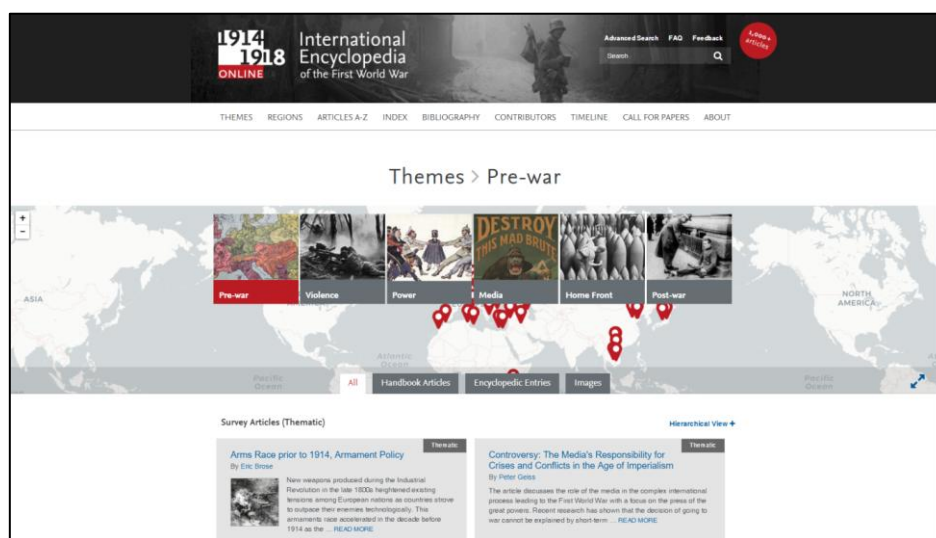 1914
1918
ONLINE
International
Encyclopedia
of the First World War
Advanced Search FAQ Feedback
Search
1,000+
articles
THEMES REGIONS ARTICLES A-Z INDEX BIBLIOGRAPHY CONTRIBUTORS TIMELINE CALL FOR PAPERS ABOUT
Themes > Pre-war
+
−
DESTROY
THIS MAD BRUTE
Pre-war Violence Power Media Home Front Post-war
ASIA
NORTH
AMERICA
Atlantic
Ocean
Pacific
Ocean
Pacific
Ocean
All Handbook Articles Encyclopedic Entries Images
Survey Articles (Thematic)
Hierarchical View +
Thematic
Arms Race prior to 1914, Armament Policy
By Eric Brose
New weapons produced during the Industrial
Revolution in the late 1800s heightened existing
tensions among European nations as countries strove
to outpace their enemies technologically. This
armaments race accelerated in the decade before
1914 as the ... READ MORE
Thematic
Controversy: The Media's Responsibility for
Crises and Conflicts in the Age of Imperialism
By Peter Geiss
The article discusses the role of the media in the complex international
process leading to the First World War with a focus on the press of the
great powers. Recent research has shown that the decision of going to
war cannot be explained by short-term ... READ MORE